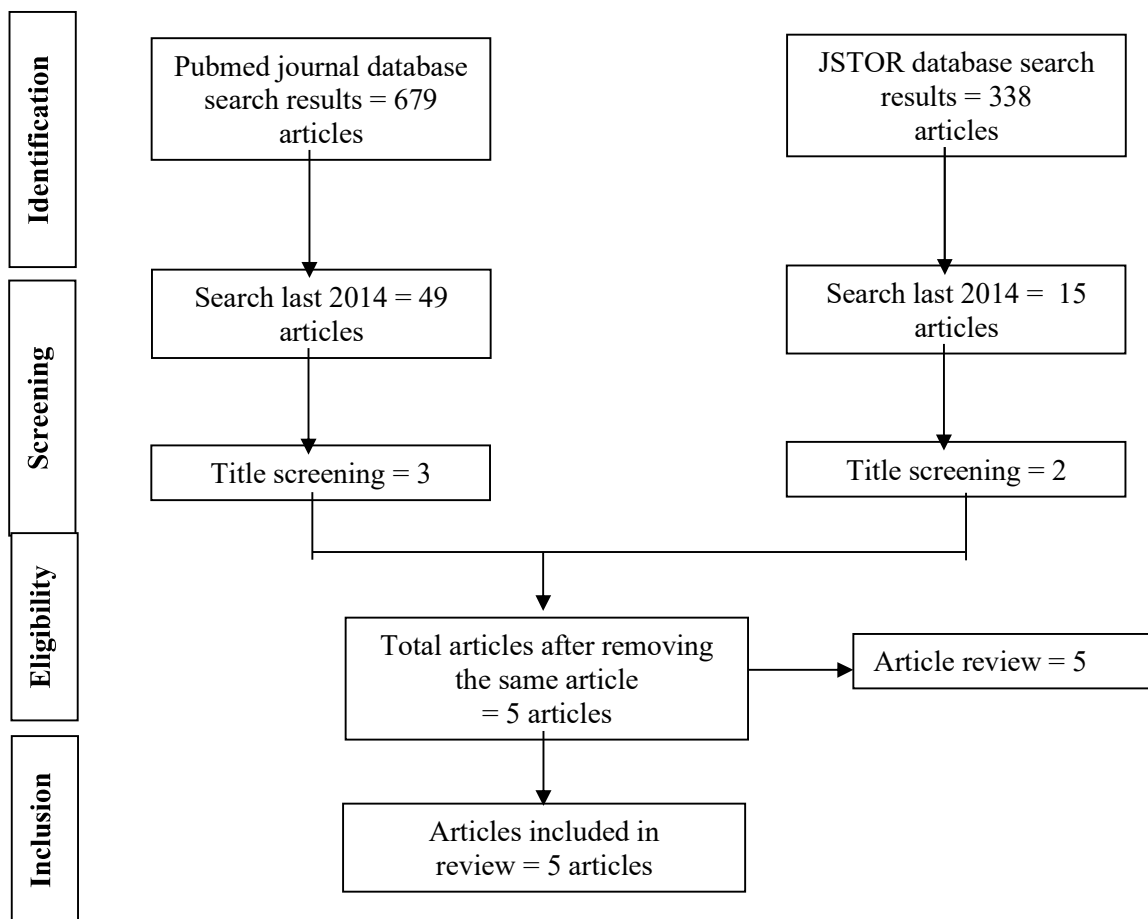 Identification
Pubmed journal database
search results = 679
articles
JSTOR database search
results = 338
articles
Screening
Search last 2014 = 49
articles
Search last 2014 = 15
articles
Title screening = 3
Title screening = 2
Eligibility
Total articles after removing
the same article
= 5 articles
Article review = 5
Inclusion
Articles included in
review = 5 articles